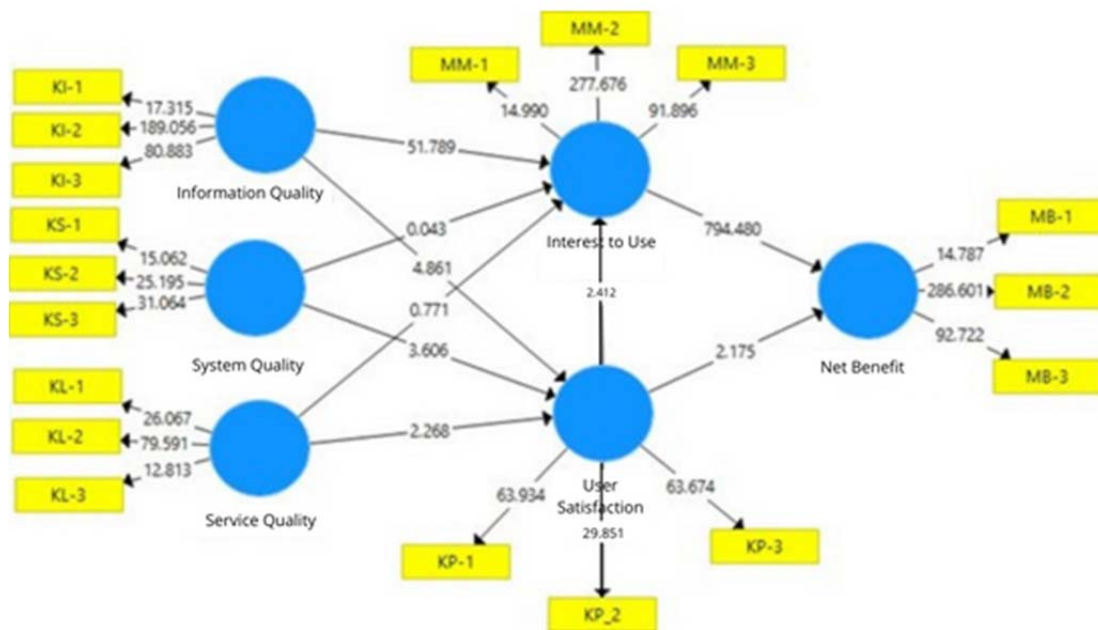 MM-2
MM-1
MM-3
277.676
14.990
91.896
KI-1
17.315
KI-2
189.056
KI-3
80.883
Information Quality
51.789
KS-1
15.062
KS-2
25.195
KS-3
31.064
System Quality
0.043
4.861
0.771
3.606
Interest to Use
2.412
794.480
2.175
MB-1
14.787
MB-2
286.601
92.722
MB-3
Net Benefit
KL-1
26.067
KL-2
79.591
KL-3
12.813
Service Quality
2.268
User
Satisfaction
63.934
63.674
29.851
KP-1
KP-3
KP_2